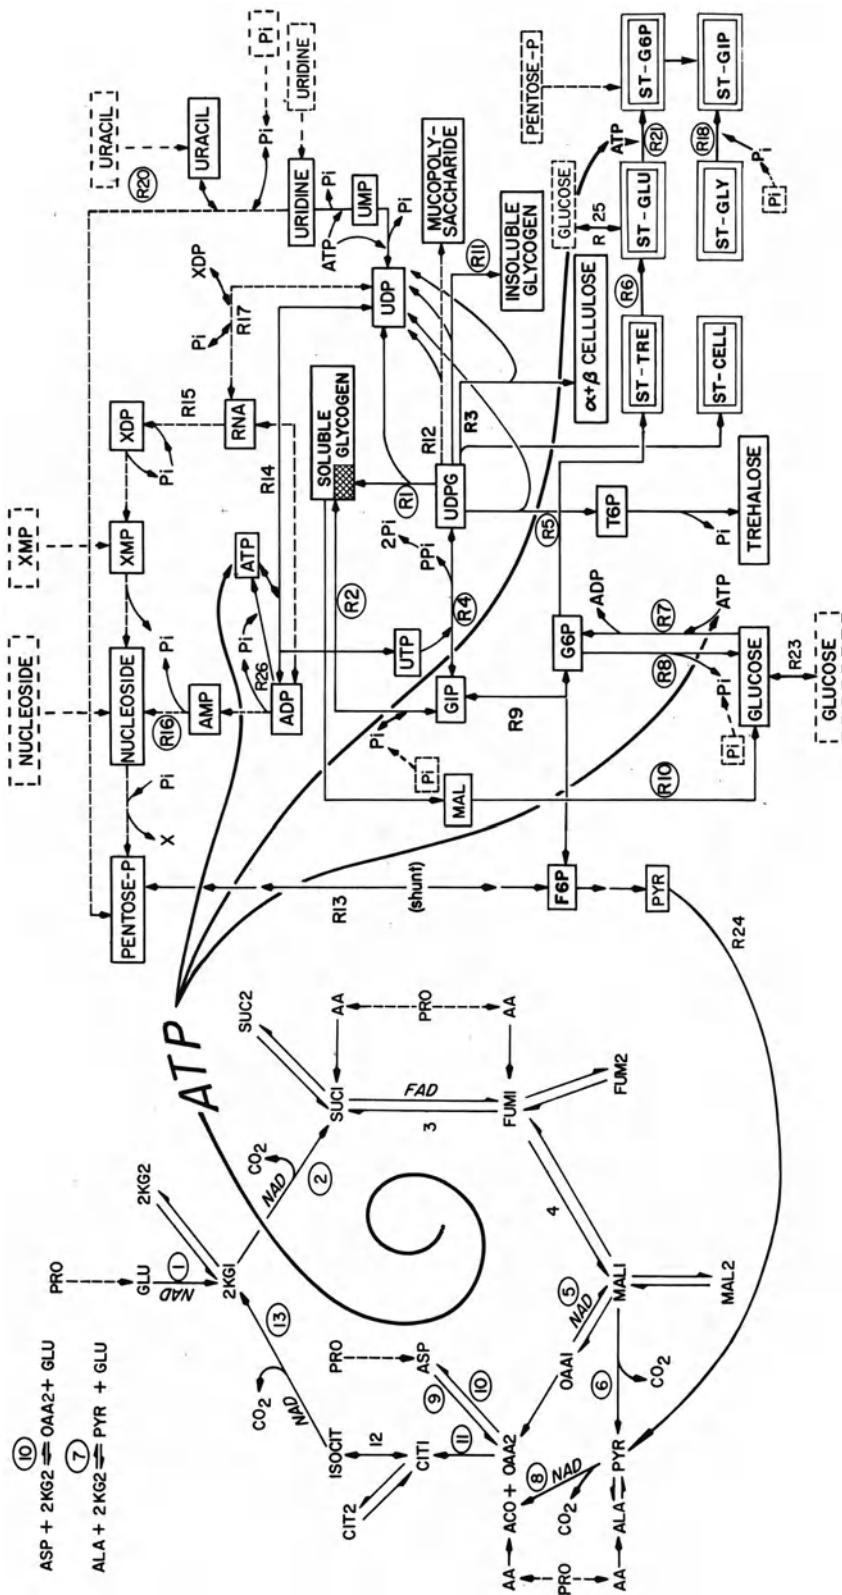 ⑩
ASP + 2KG2 ⇌ OAA2 + GLU
⑦
ALA + 2KG2 ⇌ PYR + GLU
PRO
GLU
①
NAD
2KG2
2KG1
⑬
CO2
NAD
②
NAD
CO2
SUC2
SUC1
AA
PRO
AA
3
FAD
FUM1
FUM2
4
MAL1
MAL2
⑤
NAD
OAA1
⑥
CO2
PYR
⑧
NAD
CO2
ACO + OAA2
AA
PRO
AA
ALA
⑨
⑩
ASP
PRO
⑪
CIT1
CIT2
12
ISOCIT
ATP
NUCLEOSIDE
XMP
URACIL
Pi
URIDINE
PENTOSE-P
X
Pi
NUCLEOSIDE
XMP
XDP
Pi
Pi
R20
URACIL
Pi
R16
Pi
AMP
R15
R17
Pi
XDP
URIDINE
Pi
ATP
UMP
Pi
ADP
R26
Pi
ATP
R14
RNA
UDP
R13
(shunt)
R2
SOLUBLE
GLYCOGEN
R1
R12
MUCOPOLY-
SACCHARIDE
Pi
Pi
UTP
2Pi
PPi
R4
G1P
UDPG
R11
INSOLUBLE
GLYCOGEN
R3
MAL
R9
R5
α+β CELLULOSE
GLUCOSE
PENTOSE-P
F6P
G6P
T6P
R25
ATP
ST-TRE
R6
ST-GLU
R21
ST-G6P
PYR
R24
R10
R8
R7
ADP
Pi
Pi
ATP
Pi
ST-CELL
ST-GLY
R18
ST-G1P
GLUCOSE
TREHALOSE
Pi
Pi
R23
GLUCOSE